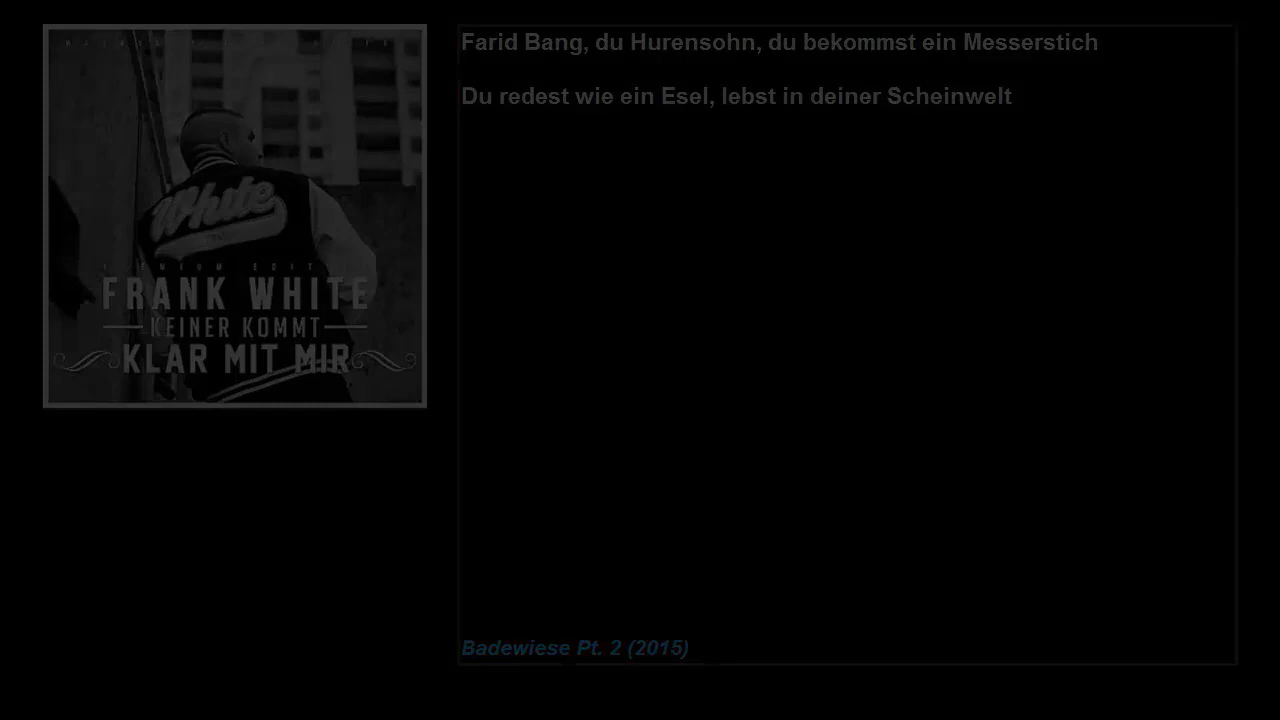 White
FRANK WHITE
KEINER KOMMT
KLAR MIT MIR
Farid Bang, du Hurensohn, du bekommst ein Messerstich
Du redest wie ein Esel, lebst in deiner Scheinwelt
Badewiese Pt. 2 (2015)